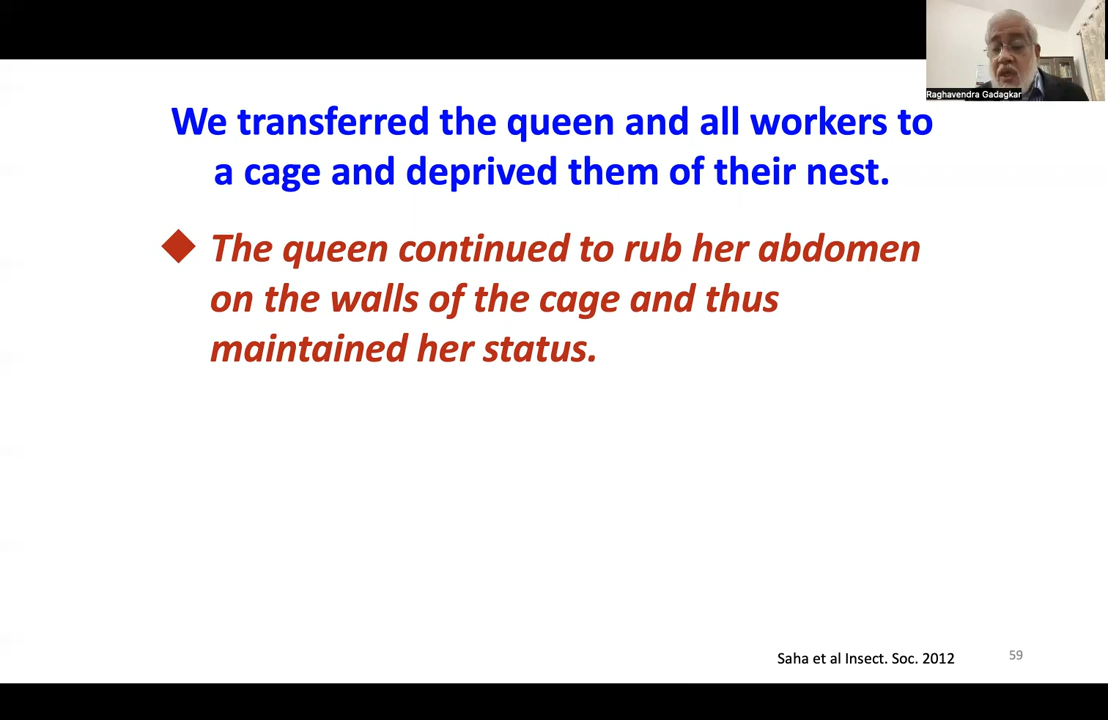 Raghavendra Gadagkar
We transferred the queen and all workers to
a cage and deprived them of their nest.
The queen continued to rub her abdomen
on the walls of the cage and thus
maintained her status.
Saha et al Insect. Soc. 2012
59